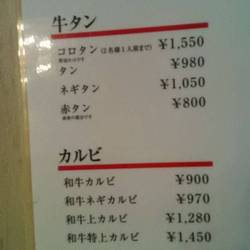 牛タン
コロタン(2名様1人前まで) ¥1,550
タン ¥980
ネギタン ¥1,050
赤タン ¥800
カルビ
和牛カルビ ¥900
和牛ネギカルビ ¥970
和牛上カルビ ¥1,280
和牛特上カルビ ¥1,450